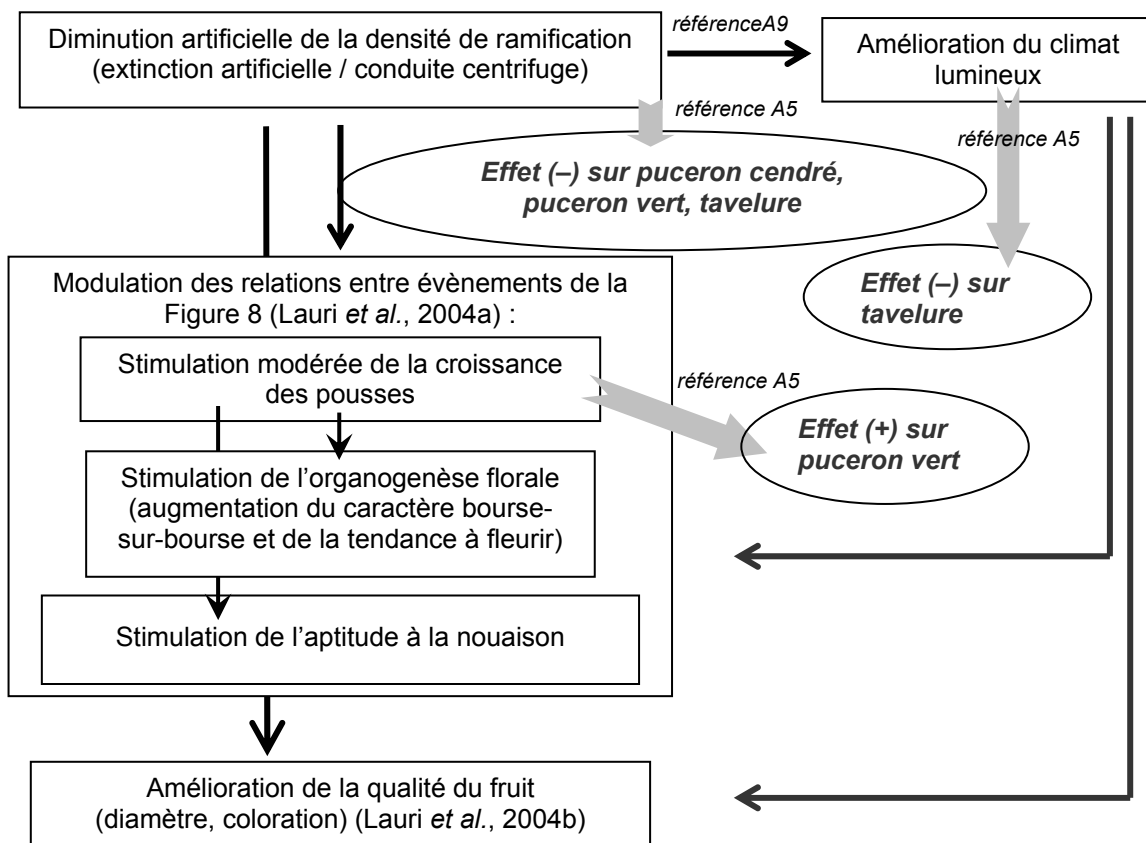 Diminution artificielle de la densité de ramification
(extinction artificielle / conduite centrifuge)
référenceA9
Amélioration du climat
lumineux
référence A5
référence A5
Effet (–) sur puceron cendré,
puceron vert, tavelure
Effet (–) sur
tavelure
Modulation des relations entre évènements de la
Figure 8 (Lauri et al., 2004a) :
Stimulation modérée de la croissance
des pousses
référence A5
Effet (+) sur
puceron vert
Stimulation de l’organogenèse florale
(augmentation du caractère bourse-
sur-bourse et de la tendance à fleurir)
Stimulation de l’aptitude à la nouaison
Amélioration de la qualité du fruit
(diamètre, coloration) (Lauri et al., 2004b)